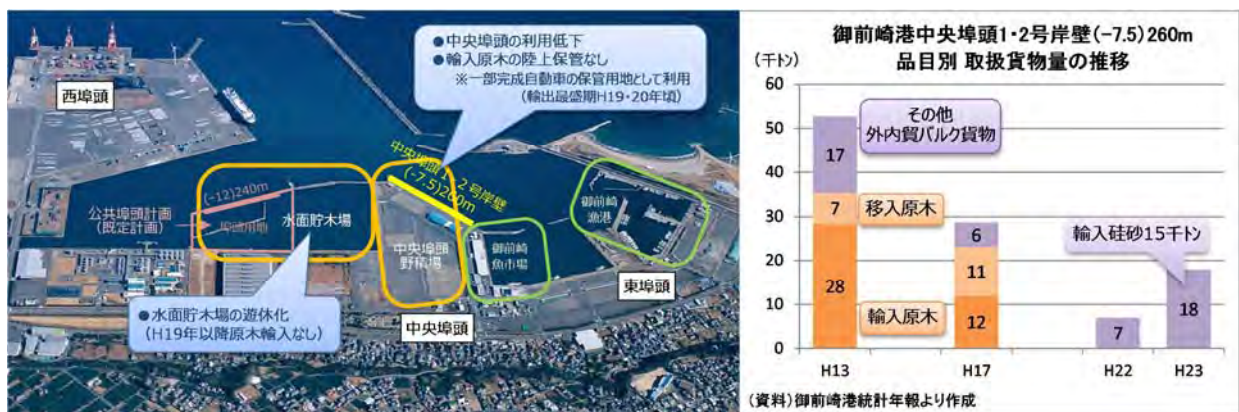 西埠頭
●中央埠頭の利用低下
●輸入原木の陸上保管なし
※一部完成自動車の保管用地として利用
(輸出最盛期H19・20年頃)
中央埠頭1・2号岸壁
(-7.5)260m
(-12)240m
公共埠頭計画
(既定計画)
埠頭用地
水面貯木場
中央埠頭
野積場
御前崎
魚市場
御前崎
漁港
東埠頭
中央埠頭
●水面貯木場の遊休化
(H19年以降原木輸入なし)
御前崎港中央埠頭1・2号岸壁(-7.5)260m
品目別 取扱貨物量の推移
(千トン)
60
50
40
30
20
10
0
17
7
28
その他
外内貿バルク貨物
移入原木
輸入原木
6
11
12
輸入硅砂15千トン
7
18
H13
H17
H22
H23
(資料)御前崎港統計年報より作成